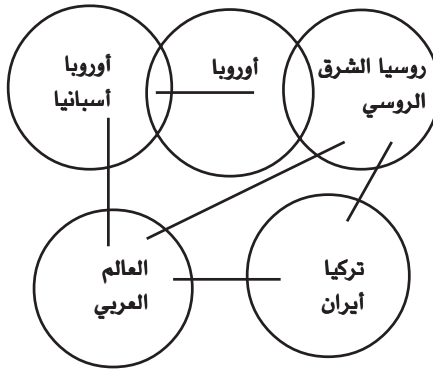 روسيا الشرق
الروسي
أوروبا
أوروبا
أسبانيا
تركيا
أيران
العالم
العربي